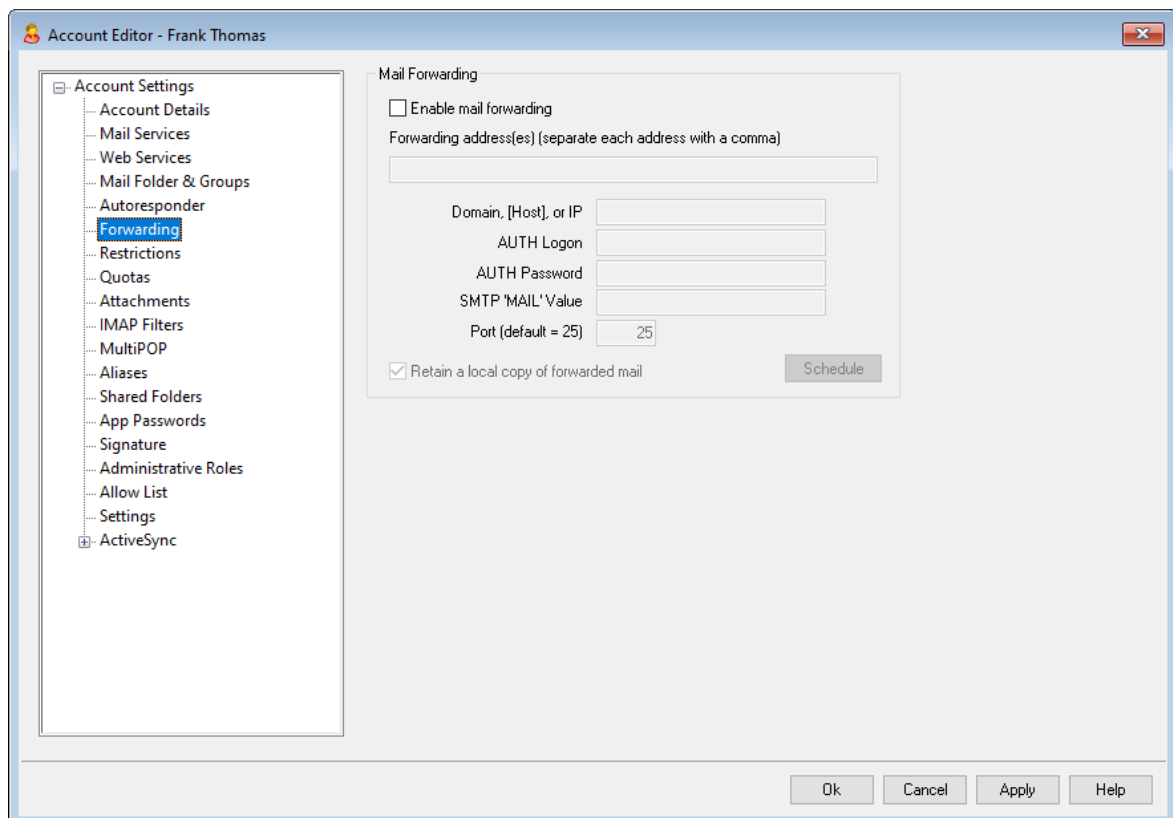 Account Editor - Frank Thomas
Account Settings
Account Details
Mail Services
Web Services
Mail Folder & Groups
Autoresponder
Forwarding
Restrictions
Quotas
Attachments
IMAP Filters
MultiPOP
Aliases
Shared Folders
App Passwords
Signature
Administrative Roles
Allow List
Settings
ActiveSync
Mail Forwarding
Enable mail forwarding
Forwarding address(es) (separate each address with a comma)
Domain, [Host], or IP
AUTH Logon
AUTH Password
SMTP 'MAIL' Value
Port (default = 25) 25
Retain a local copy of forwarded mail Schedule
Ok Cancel Apply Help